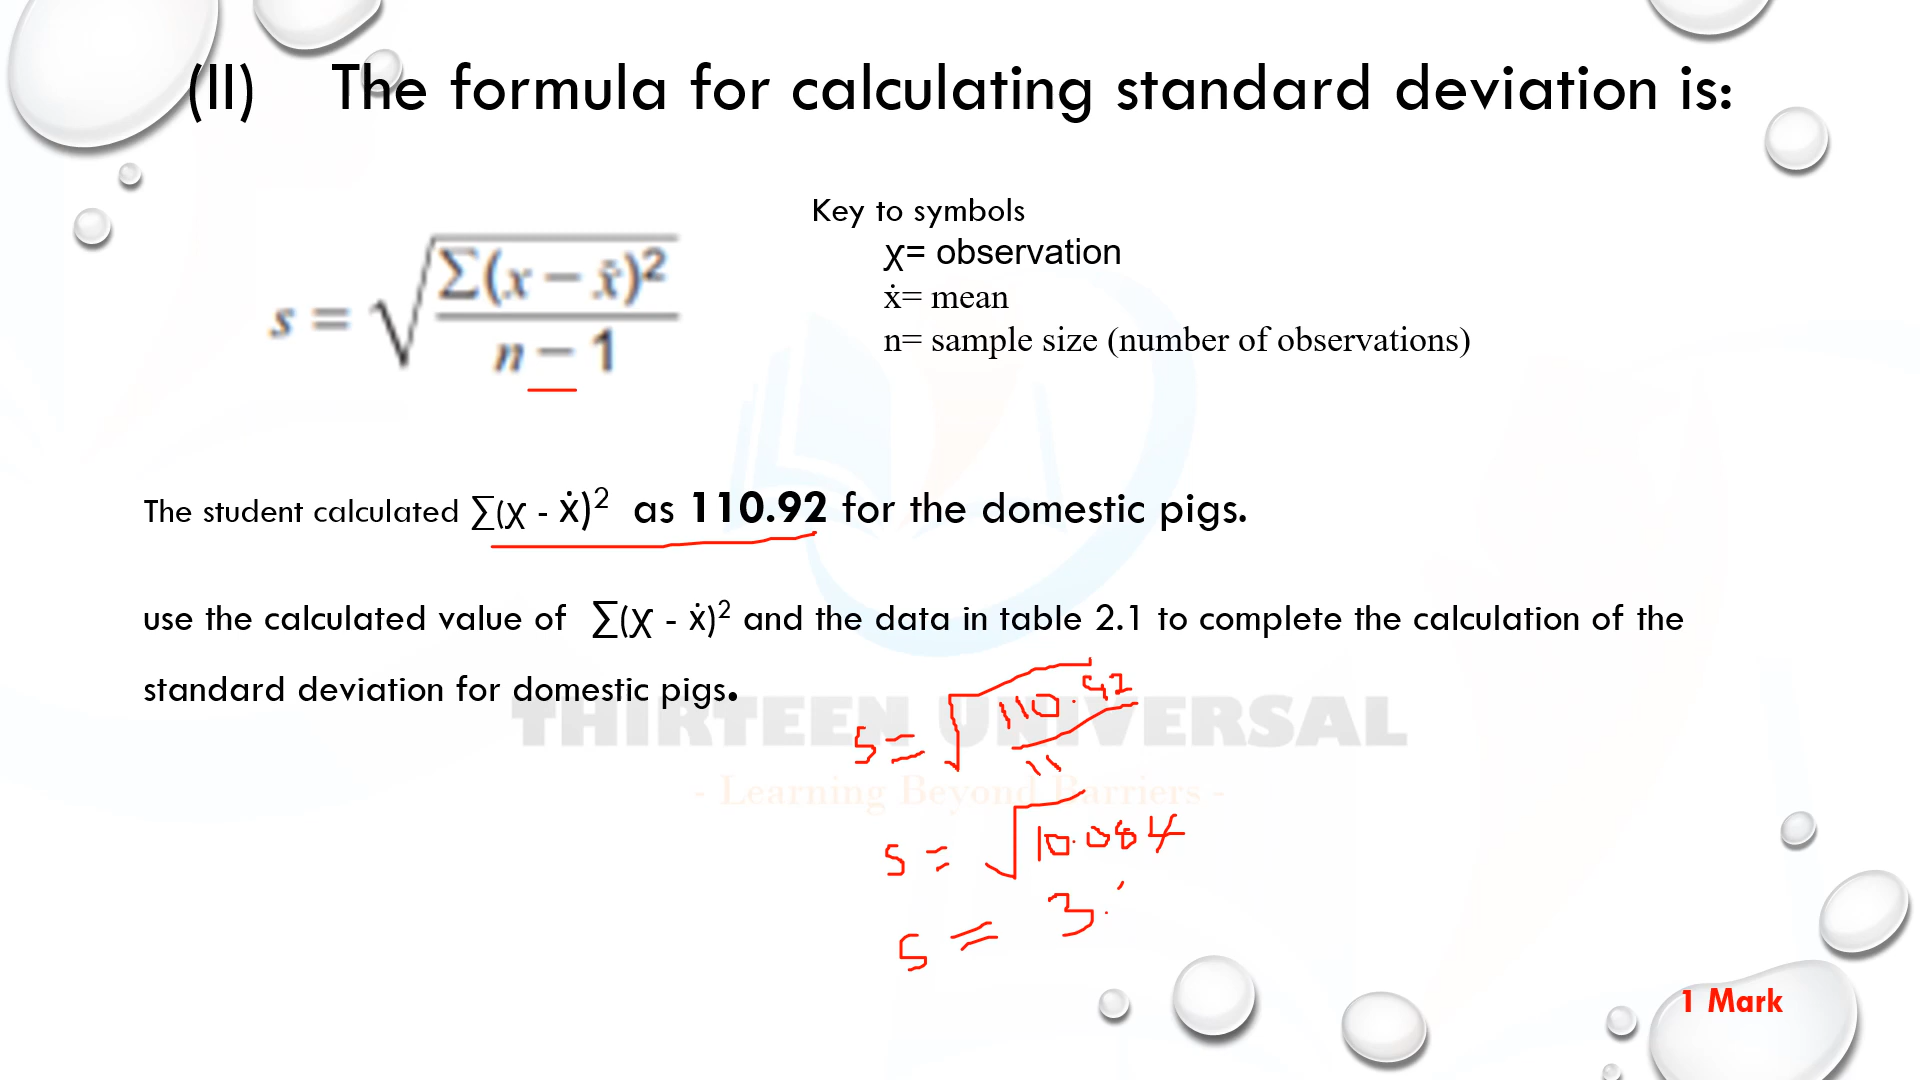 (II) The formula for calculating standard deviation is:
Key to symbols
χ= observation
s = √ Σ(x − x̄)² / n − 1
ẋ= mean
n= sample size (number of observations)
The student calculated ∑(χ - ẋ)² as 110.92 for the domestic pigs.
use the calculated value of ∑(χ - ẋ)² and the data in table 2.1 to complete the calculation of the
standard deviation for domestic pigs.
THIRTEEN UNIVERSAL
s = √ 110.92 / 11
- Learning Beyond Barriers -
s = √ 10.084
s = 3.
1 Mark